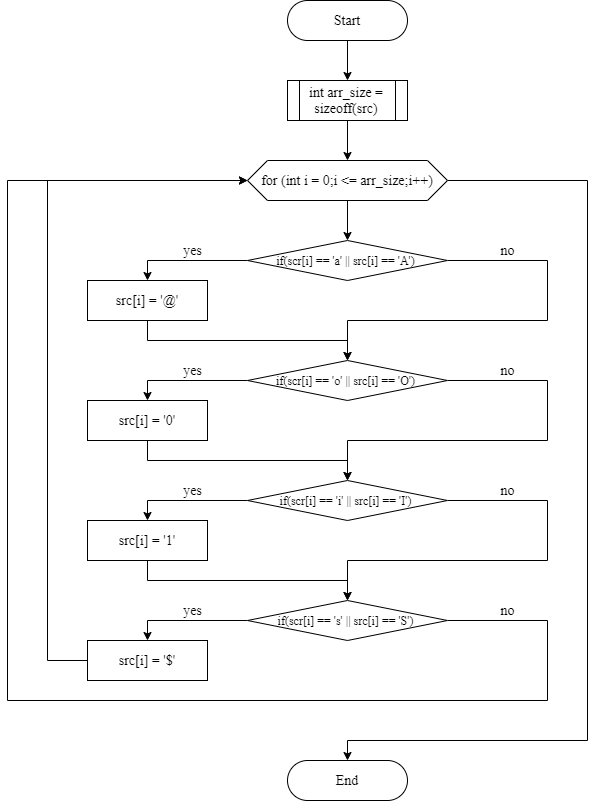 Start
int arr_size =
sizeoff(src)
for (int i = 0;i <= arr_size;i++)
yes
if(scr[i] == 'a' || src[i] == 'A')
no
src[i] = '@'
yes
if(scr[i] == 'o' || src[i] == 'O')
no
src[i] = '0'
yes
if(scr[i] == 'i' || src[i] == 'I')
no
src[i] = '1'
yes
if(scr[i] == 's' || src[i] == 'S')
no
src[i] = '$'
End